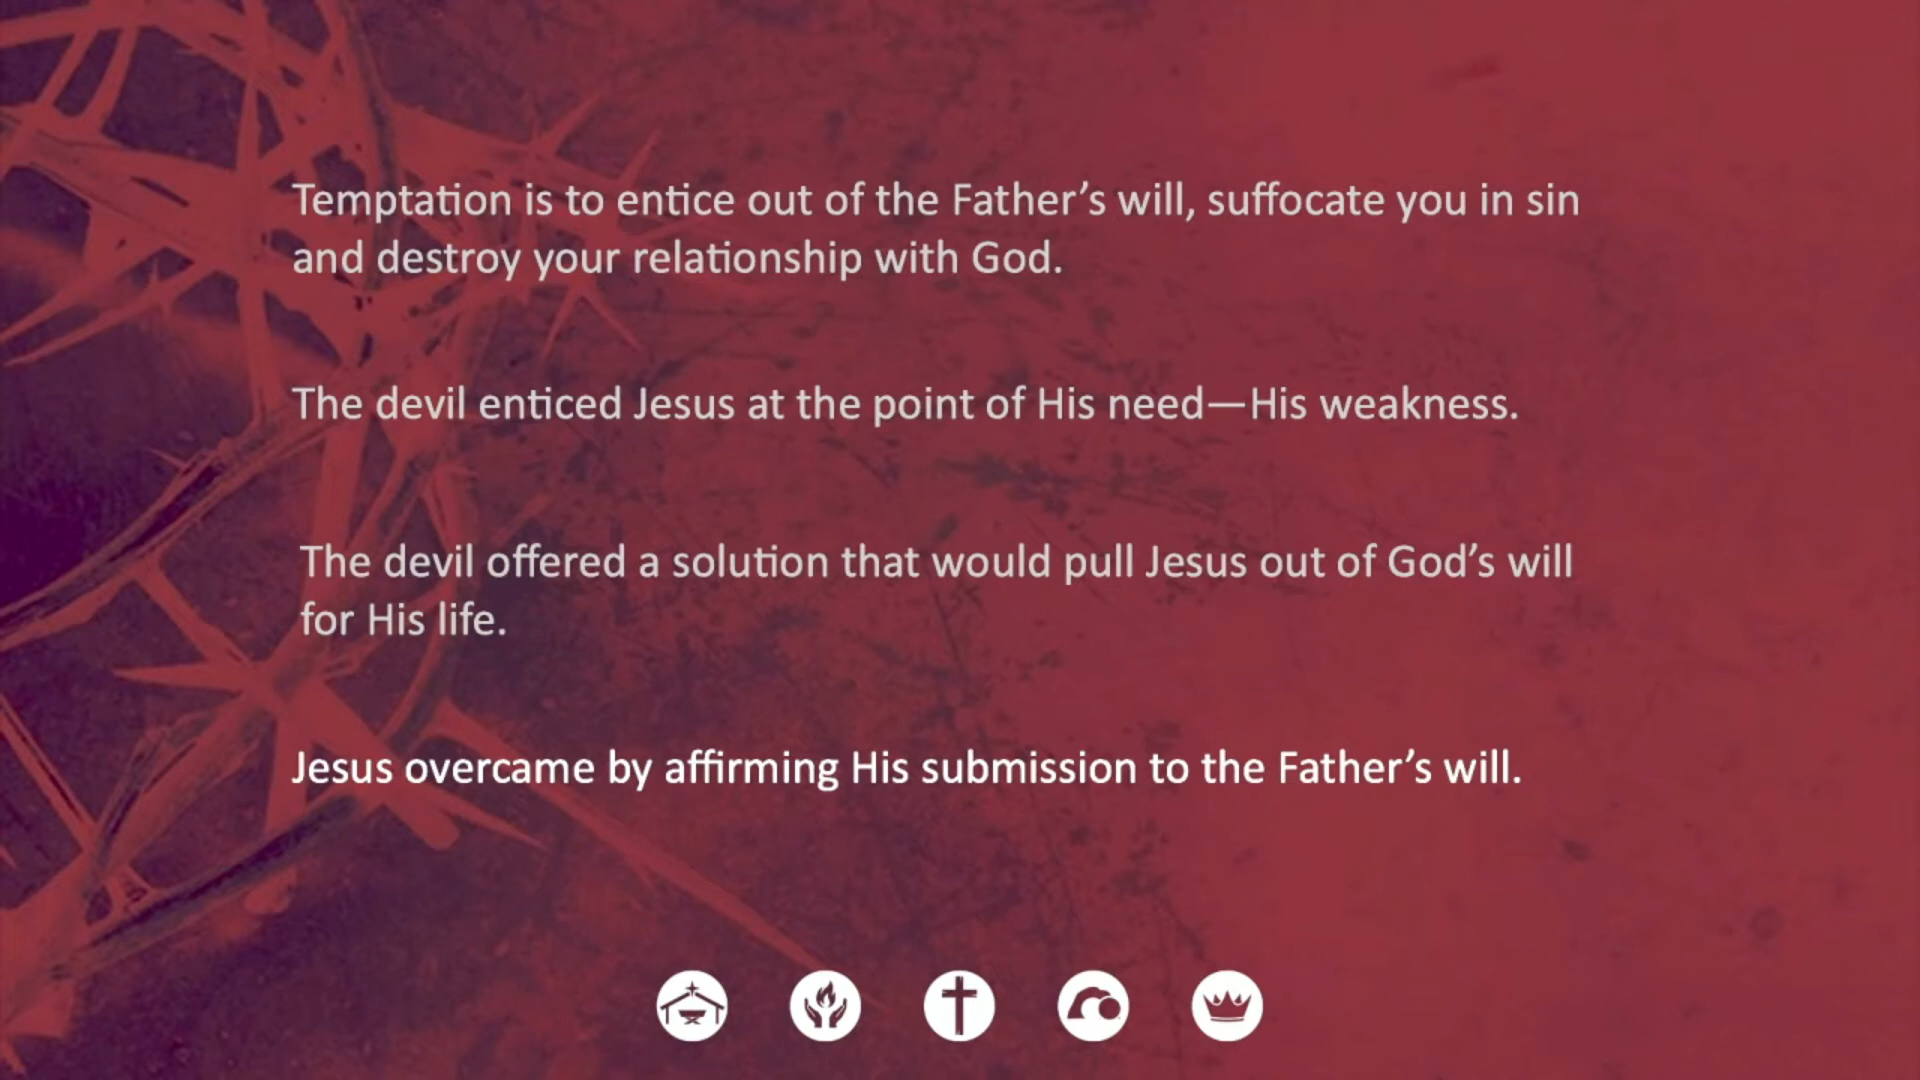 Temptation is to entice out of the Father’s will, suffocate you in sin
and destroy your relationship with God.
The devil enticed Jesus at the point of His need—His weakness.
The devil offered a solution that would pull Jesus out of God’s will
for His life.
Jesus overcame by affirming His submission to the Father’s will.